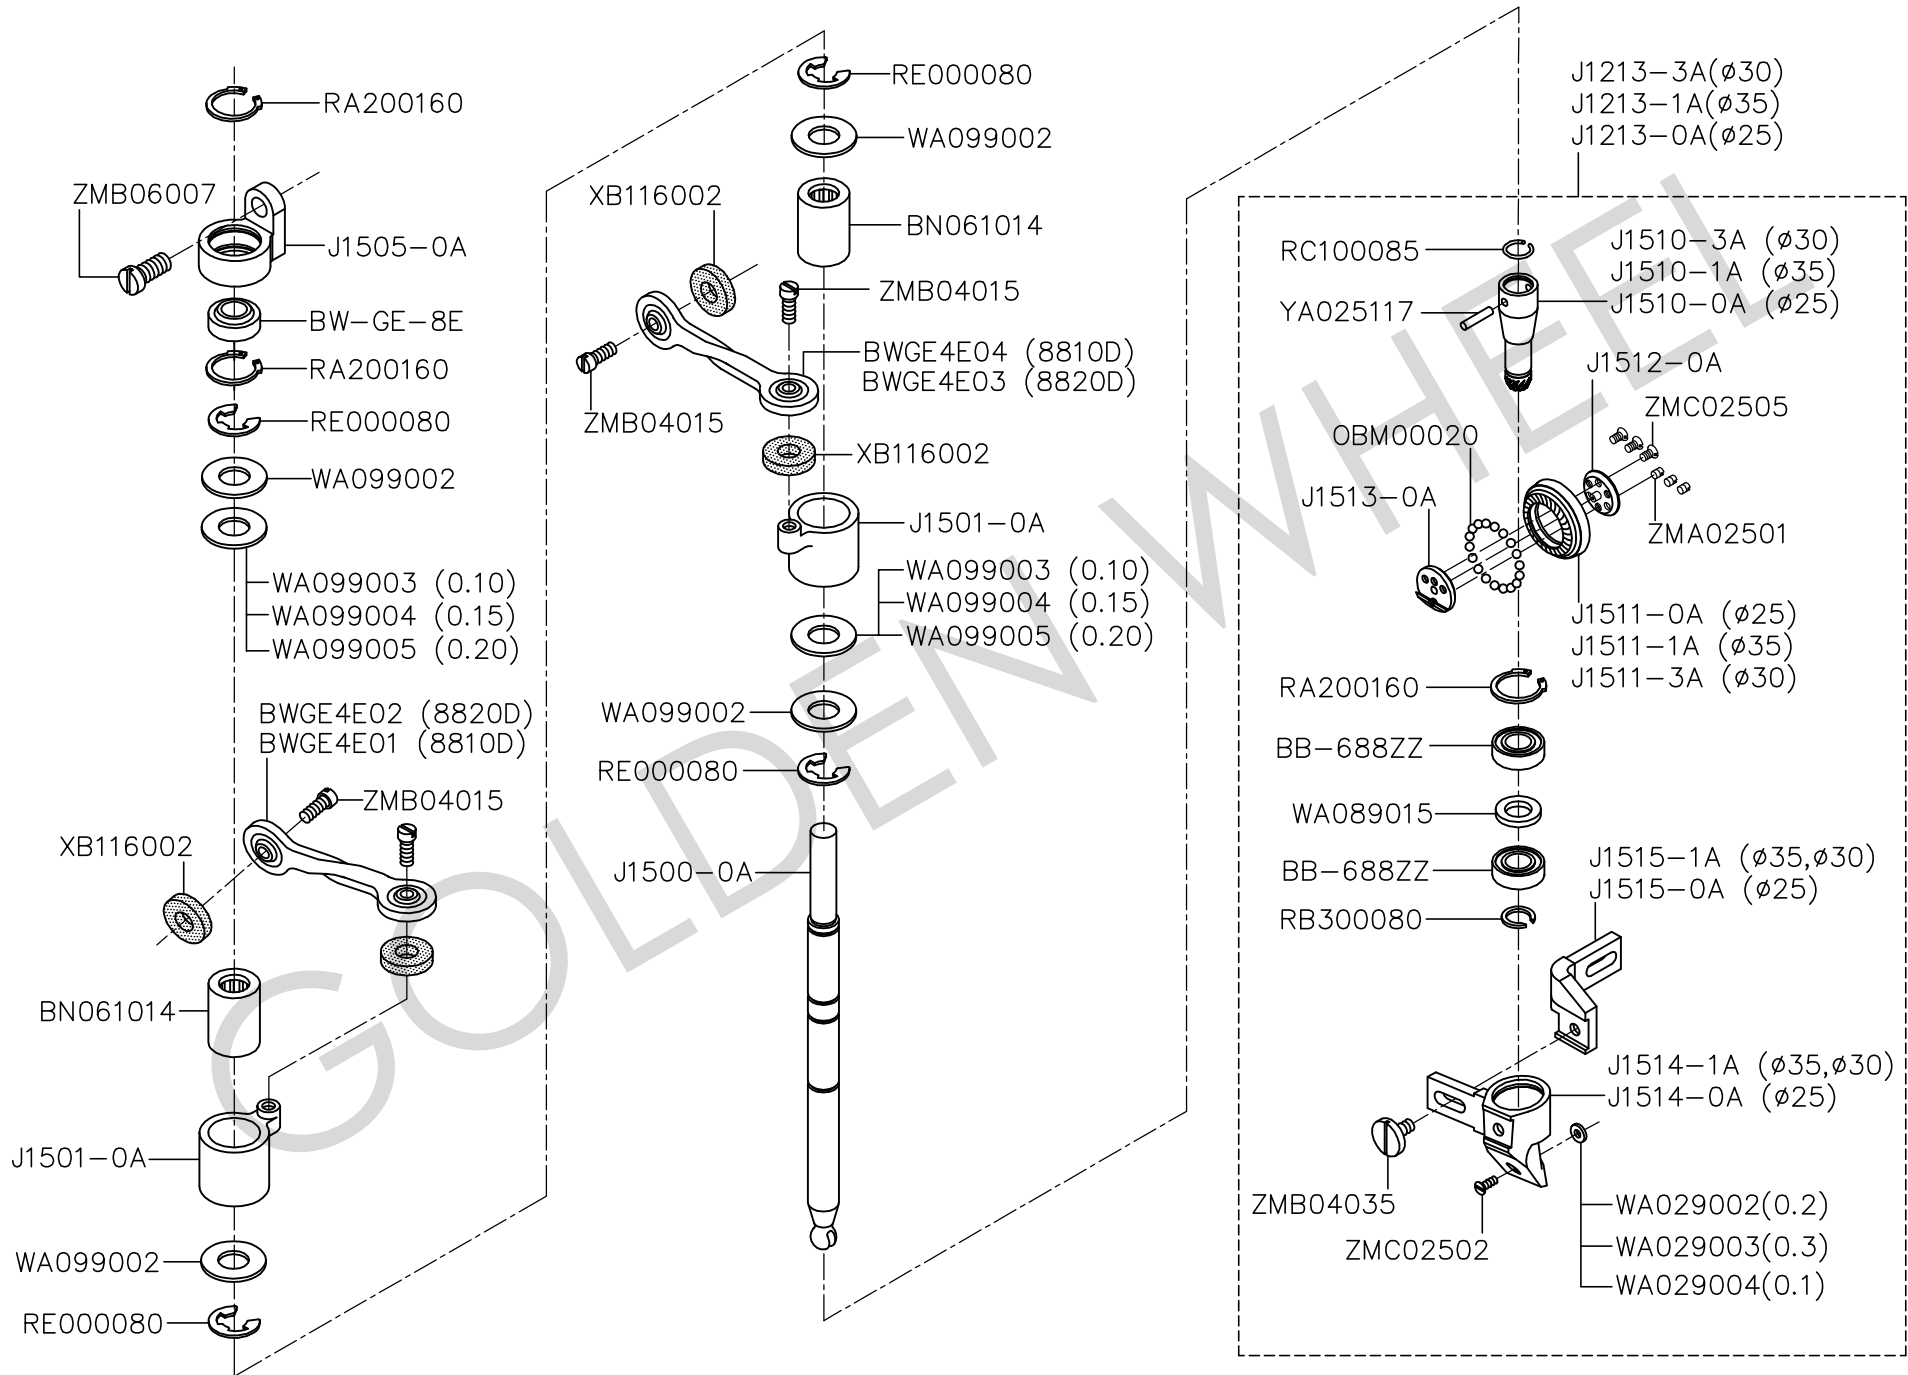 RA200160
ZMB06007
J1505-0A
BW-GE-8E
RA200160
RE000080
WA099002
WA099003 (0.10)
WA099004 (0.15)
WA099005 (0.20)
BWGE4E02 (8820D)
BWGE4E01 (8810D)
ZMB04015
XB116002
BN061014
J1501-0A
WA099002
RE000080
RE000080
WA099002
XB116002
BN061014
ZMB04015
BWGE4E04 (8810D)
BWGE4E03 (8820D)
ZMB04015
XB116002
J1501-0A
WA099003 (0.10)
WA099004 (0.15)
WA099005 (0.20)
WA099002
RE000080
J1500-0A
J1213-3A(ø30)
J1213-1A(ø35)
J1213-0A(ø25)
RC100085
J1510-3A (ø30)
J1510-1A (ø35)
J1510-0A (ø25)
YA025117
J1512-0A
ZMC02505
OBM00020
J1513-0A
ZMA02501
J1511-0A (ø25)
J1511-1A (ø35)
J1511-3A (ø30)
RA200160
BB-688ZZ
WA089015
BB-688ZZ
J1515-1A (ø35,ø30)
J1515-0A (ø25)
RB300080
J1514-1A (ø35,ø30)
J1514-0A (ø25)
ZMB04035
ZMC02502
WA029002(0.2)
WA029003(0.3)
WA029004(0.1)
GOLDEN WHEEL